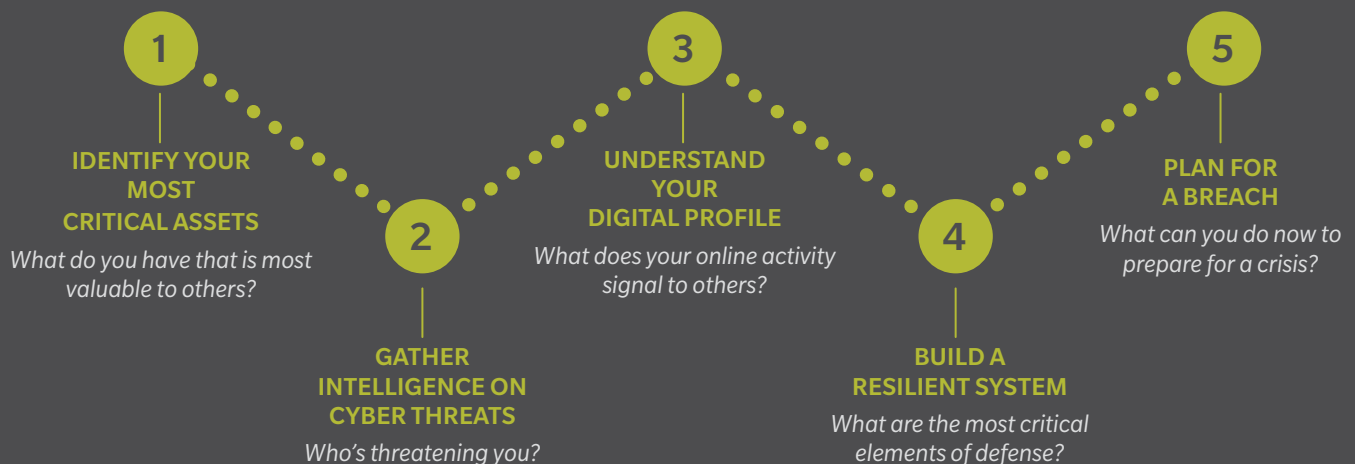 1
IDENTIFY YOUR
MOST
CRITICAL ASSETS
What do you have that is most
valuable to others?
2
GATHER
INTELLIGENCE ON
CYBER THREATS
Who’s threatening you?
3
UNDERSTAND
YOUR
DIGITAL PROFILE
What does your online activity
signal to others?
4
BUILD A
RESILIENT SYSTEM
What are the most critical
elements of defense?
5
PLAN FOR
A BREACH
What can you do now to
prepare for a crisis?